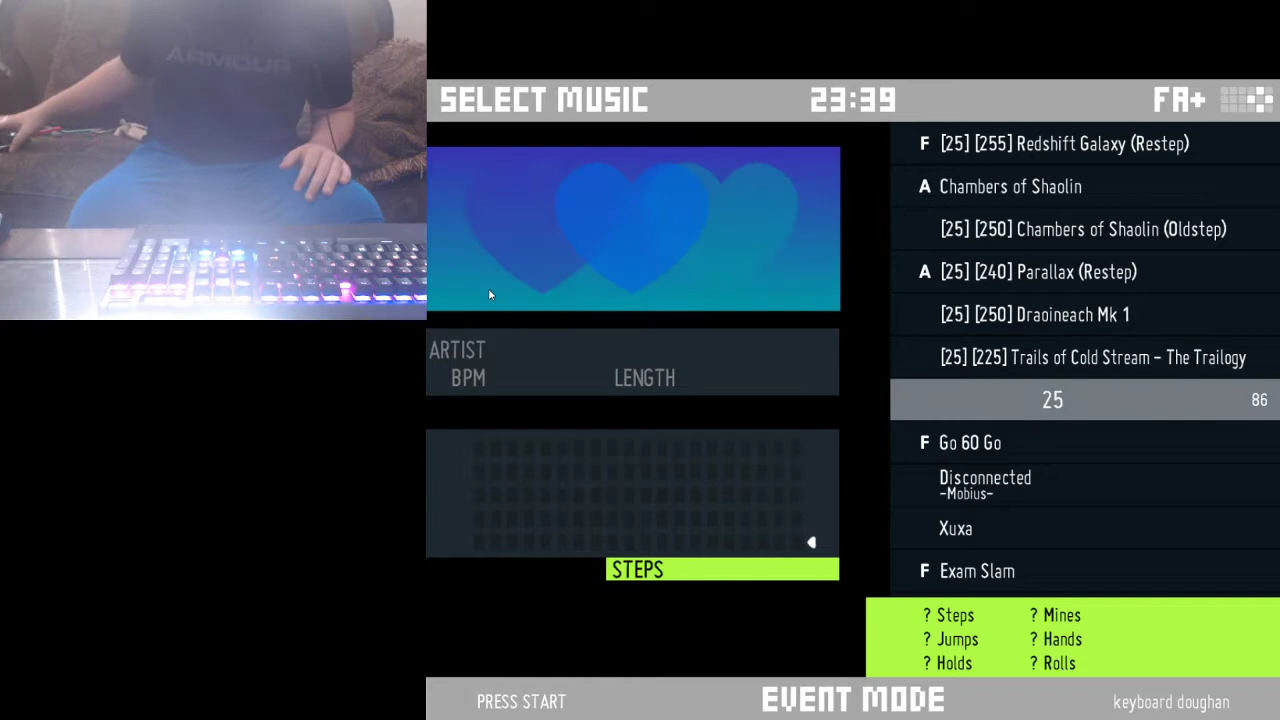 ARMOUR
SELECT MUSIC
23:39
FA+
F [25] [255] Redshift Galaxy (Restep)
A Chambers of Shaolin
[25] [250] Chambers of Shaolin (Oldstep)
A [25] [240] Parallax (Restep)
[25] [250] Draoineach Mk 1
[25] [225] Trails of Cold Stream - The Trailogy
25 86
F Go 60 Go
Disconnected
-Mobius-
Xuxa
F Exam Slam
ARTIST
BPM LENGTH
STEPS
? Steps ? Mines
? Jumps ? Hands
? Holds ? Rolls
PRESS START
EVENT MODE
keyboard doughan